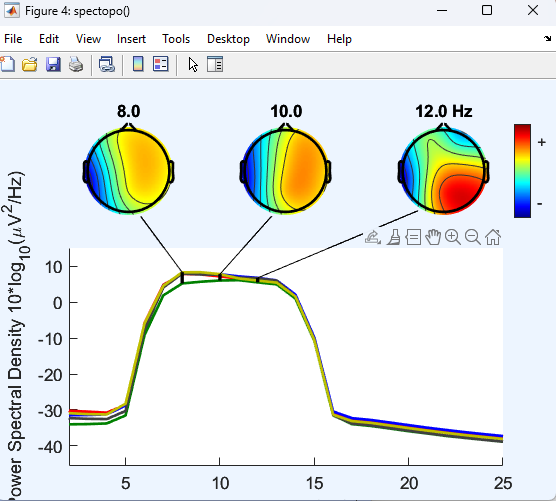 Figure 4: spectopo()
File Edit View Insert Tools Desktop Window Help
8.0 10.0 12.0 Hz
+
-
ower Spectral Density 10*log10(μV2/Hz)
10
0
-10
-20
-30
-40
5 10 15 20 25